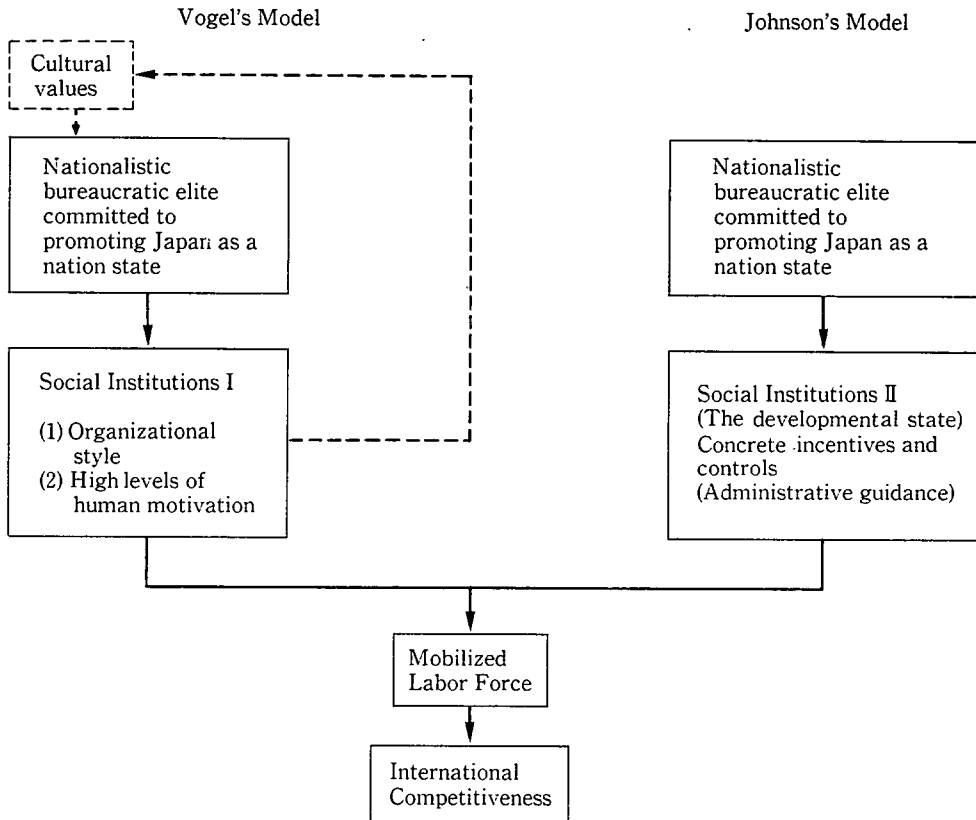 Vogel's Model
Johnson's Model
Cultural
values
Nationalistic
bureaucratic elite
committed to
promoting Japan as a
nation state
Nationalistic
bureaucratic elite
committed to
promoting Japan as a
nation state
Social Institutions I
(1) Organizational
style
(2) High levels of
human motivation
Social Institutions II
(The developmental state)
Concrete incentives and
controls
(Administrative guidance)
Mobilized
Labor Force
International
Competitiveness